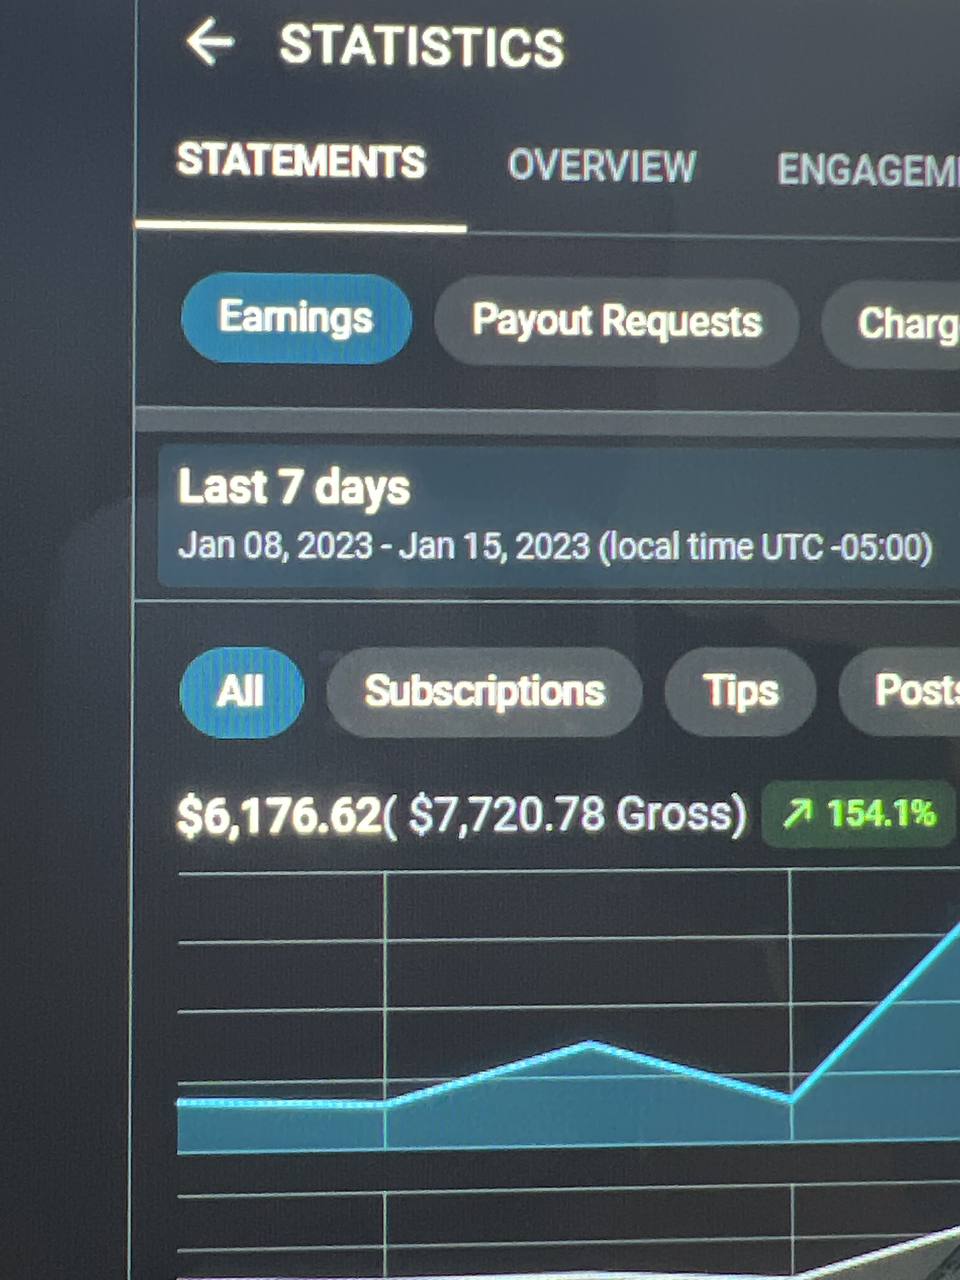 STATISTICS
STATEMENTS OVERVIEW ENGAGEM
Earnings Payout Requests Charg
Last 7 days
Jan 08, 2023 - Jan 15, 2023 (local time UTC -05:00)
All Subscriptions Tips Posts
$6,176.62( $7,720.78 Gross) 154.1%